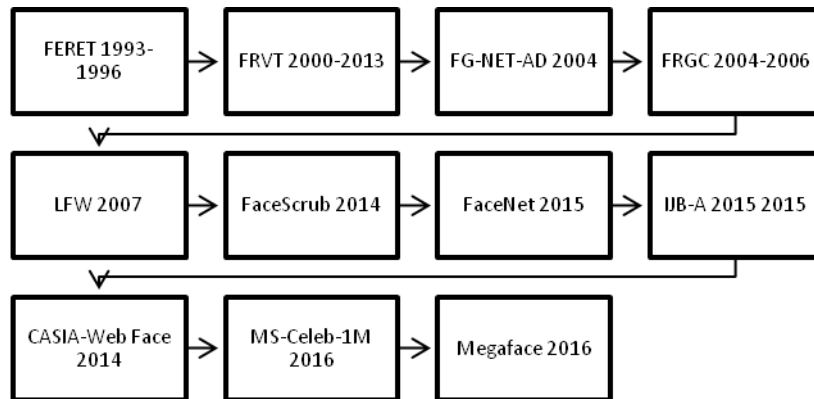 FERET 1993-
1996
FRVT 2000-2013
FG-NET-AD 2004
FRGC 2004-2006
LFW 2007
FaceScrub 2014
FaceNet 2015
IJB-A 2015 2015
CASIA-Web Face
2014
MS-Celeb-1M
2016
Megaface 2016